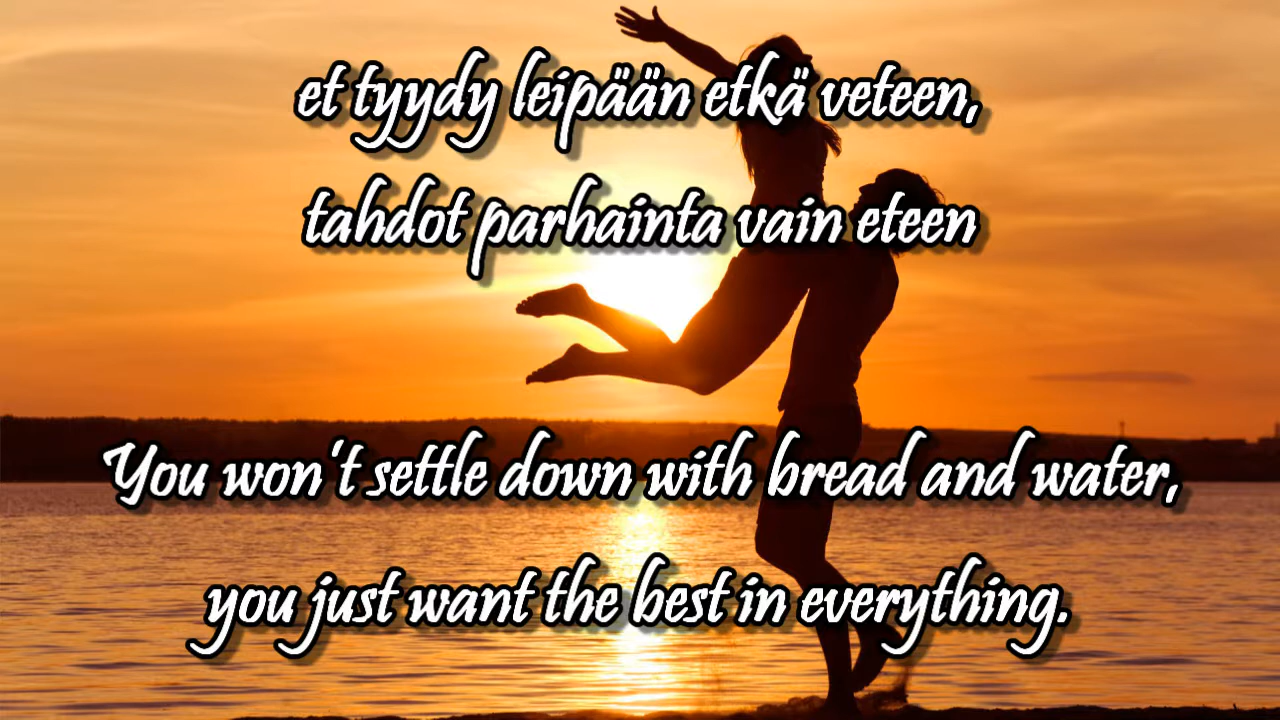 et tyydy leipään etkä veteen,
tahdot parhainta vain eteen
You won't settle down with bread and water,
you just want the best in everything.